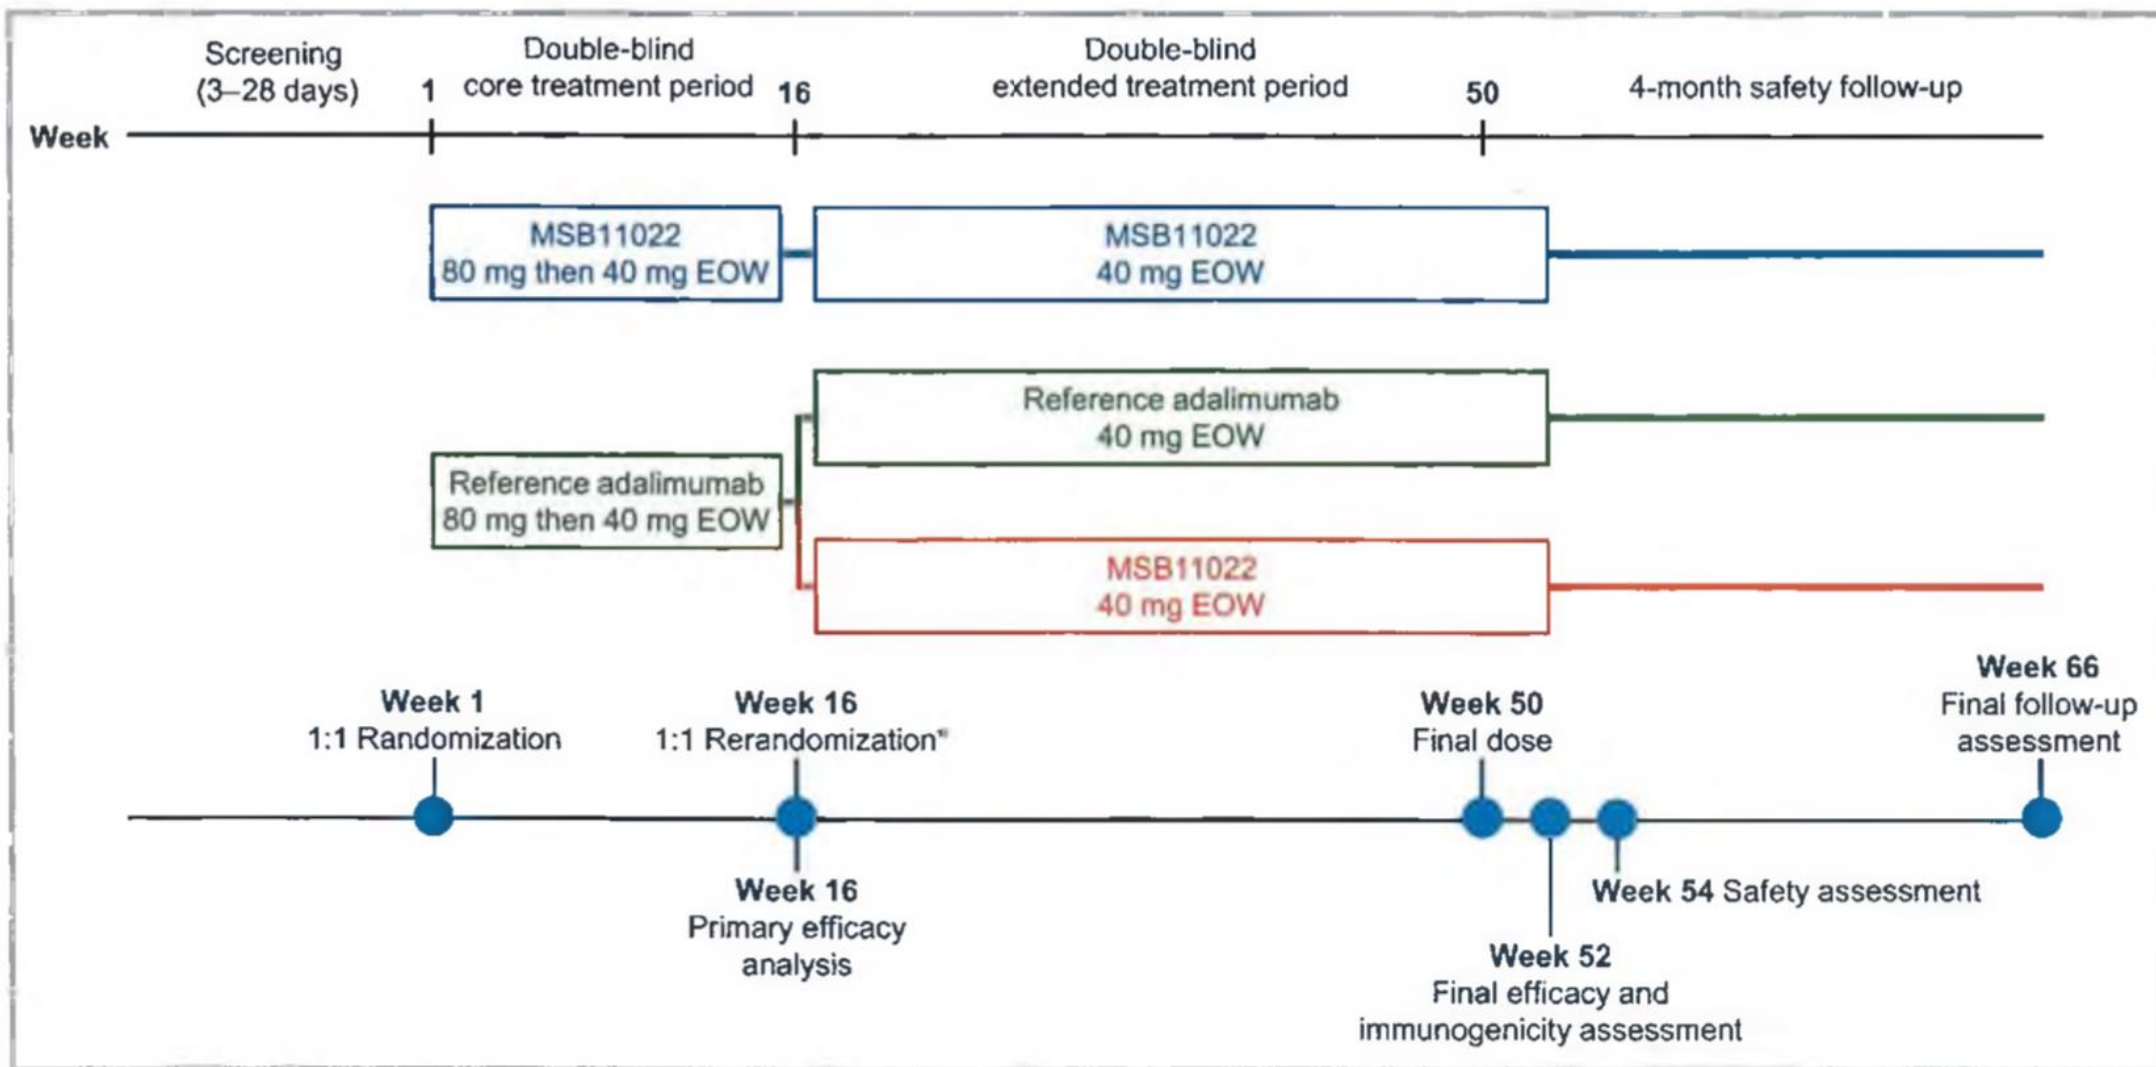 Screening
(3–28 days)
Double-blind
core treatment period
Double-blind
extended treatment period
4-month safety follow-up
Week
1
16
50
MSB11022
80 mg then 40 mg EOW
MSB11022
40 mg EOW
Reference adalimumab
80 mg then 40 mg EOW
Reference adalimumab
40 mg EOW
MSB11022
40 mg EOW
Week 1
1:1 Randomization
Week 16
1:1 Rerandomization*
Week 50
Final dose
Week 66
Final follow-up
assessment
Week 16
Primary efficacy
analysis
Week 54 Safety assessment
Week 52
Final efficacy and
immunogenicity assessment